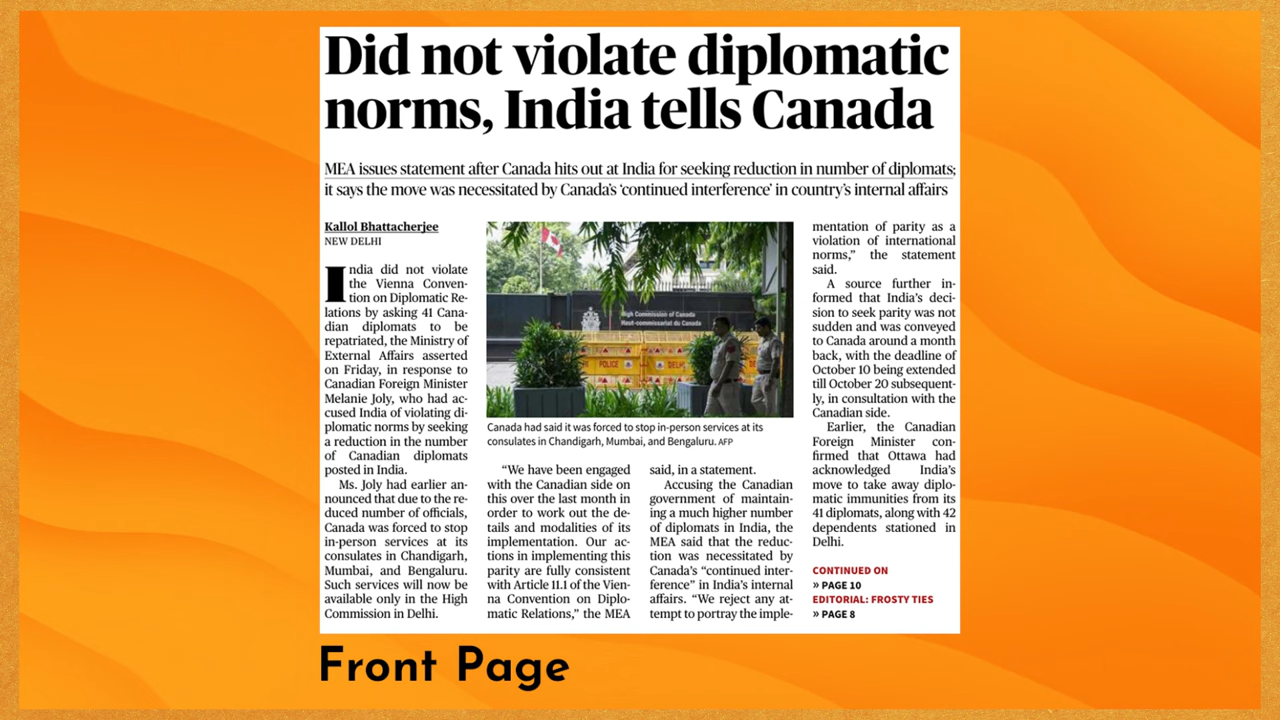 Did not violate diplomatic
norms, India tells Canada
MEA issues statement after Canada hits out at India for seeking reduction in number of diplomats;
it says the move was necessitated by Canada's ‘continued interference’ in country's internal affairs
Kallol Bhattacherjee
NEW DELHI
India did not violate
the Vienna Conven-
tion on Diplomatic Re-
lations by asking 41 Cana-
dian diplomats to be
repatriated, the Ministry of
External Affairs asserted
on Friday, in response to
Canadian Foreign Minister
Melanie Joly, who had ac-
cused India of violating di-
plomatic norms by seeking
a reduction in the number
of Canadian diplomats
posted in India.
Ms. Joly had earlier an-
nounced that due to the re-
duced number of officials,
Canada was forced to stop
in-person services at its
consulates in Chandigarh,
Mumbai, and Bengaluru.
Such services will now be
available only in the High
Commission in Delhi.
High Commission of Canada
Haut-commissariat du Canada
POLICE
DELHI
Canada had said it was forced to stop in-person services at its
consulates in Chandigarh, Mumbai, and Bengaluru. AFP
“We have been engaged
with the Canadian side on
this over the last month in
order to work out the de-
tails and modalities of its
implementation. Our ac-
tions in implementing this
parity are fully consistent
with Article 11.1 of the Vien-
na Convention on Diplo-
matic Relations,” the MEA
said, in a statement.
Accusing the Canadian
government of maintain-
ing a much higher number
of diplomats in India, the
MEA said that the reduc-
tion was necessitated by
Canada's “continued inter-
ference” in India's internal
affairs. “We reject any at-
tempt to portray the imple-
mentation of parity as a
violation of international
norms,” the statement
said.
A source further in-
formed that India's deci-
sion to seek parity was not
sudden and was conveyed
to Canada around a month
back, with the deadline of
October 10 being extended
till October 20 subsequent-
ly, in consultation with the
Canadian side.
Earlier, the Canadian
Foreign Minister con-
firmed that Ottawa had
acknowledged India's
move to take away diplo-
matic immunities from its
41 diplomats, along with 42
dependents stationed in
Delhi.
CONTINUED ON
» PAGE 10
EDITORIAL: FROSTY TIES
» PAGE 8
Front Page